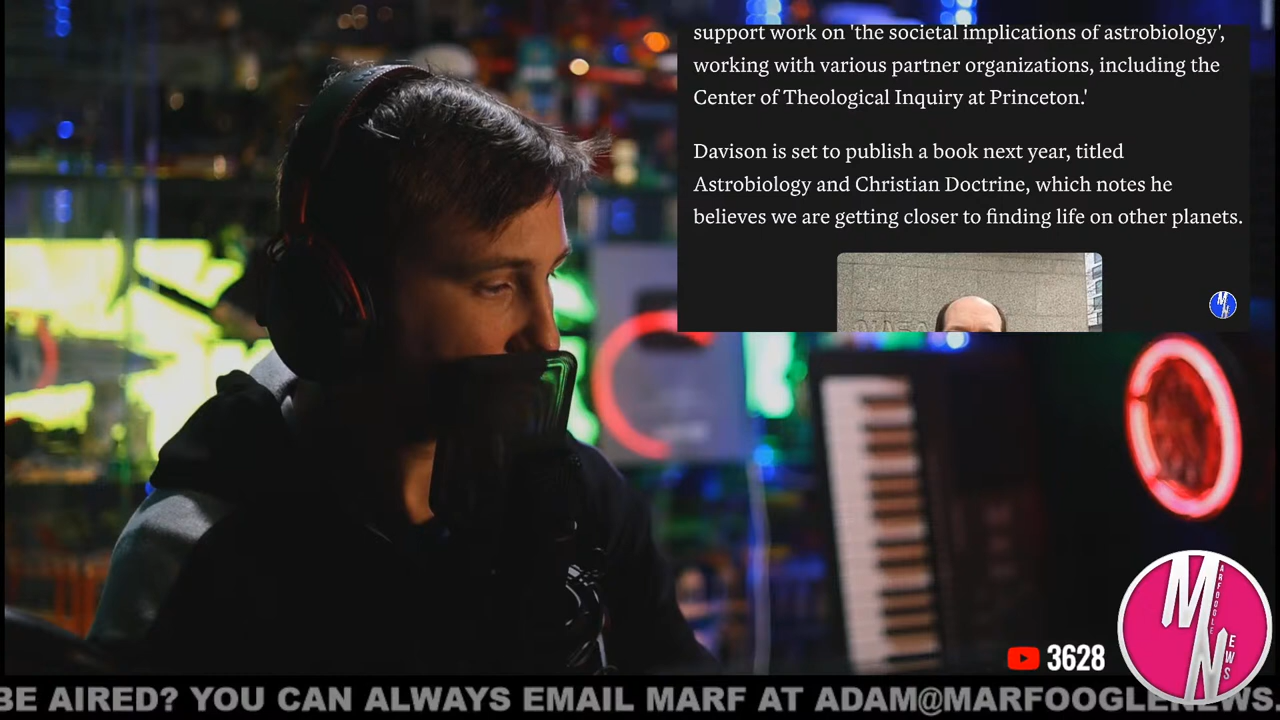 support work on 'the societal implications of astrobiology',
working with various partner organizations, including the
Center of Theological Inquiry at Princeton.'
Davison is set to publish a book next year, titled
Astrobiology and Christian Doctrine, which notes he
believes we are getting closer to finding life on other planets.
MN
3628
MARFOOGLE
NEWS
BE AIRED? YOU CAN ALWAYS EMAIL MARF AT ADAM@MARFOOGLENEWS.